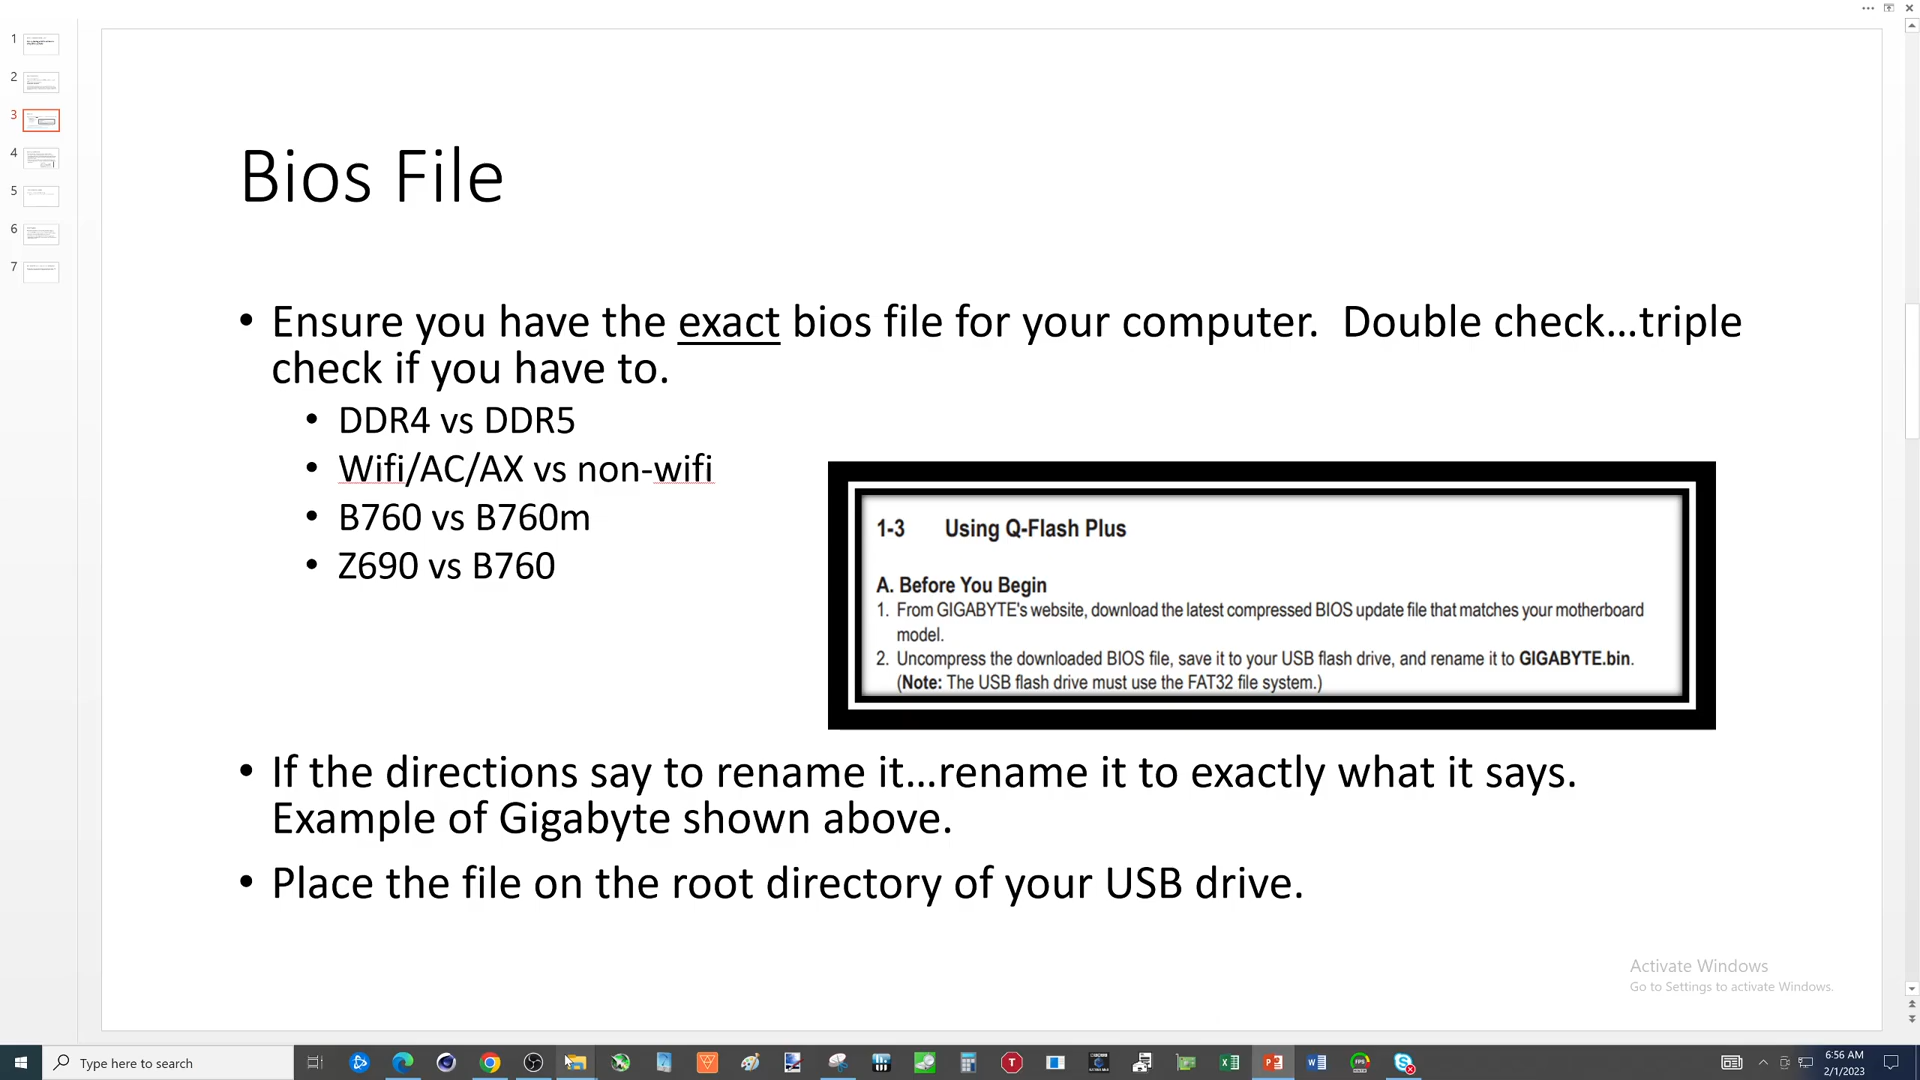 1
2
3
4
5
6
7
Bios File
• Ensure you have the exact bios file for your computer.  Double check...triple
check if you have to.
• DDR4 vs DDR5
• Wifi/AC/AX vs non-wifi
• B760 vs B760m
• Z690 vs B760
1-3 Using Q-Flash Plus
A. Before You Begin
1. From GIGABYTE's website, download the latest compressed BIOS update file that matches your motherboard
model.
2. Uncompress the downloaded BIOS file, save it to your USB flash drive, and rename it to GIGABYTE.bin.
(Note: The USB flash drive must use the FAT32 file system.)
• If the directions say to rename it...rename it to exactly what it says.
Example of Gigabyte shown above.
• Place the file on the root directory of your USB drive.
Activate Windows
Go to Settings to activate Windows.
Type here to search
6:56 AM
2/1/2023